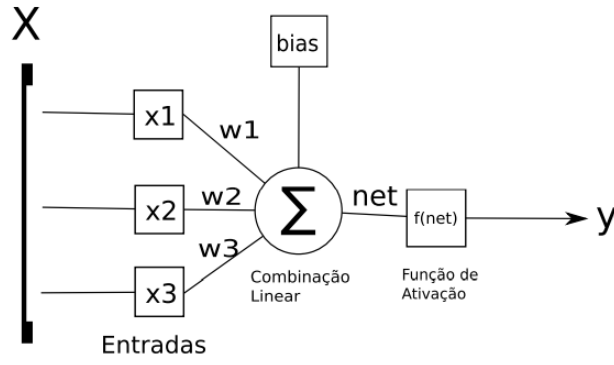 X
bias
x1
w1
x2
w2
Σ
net
f(net)
y
w3
x3
Combinação
Linear
Função de
Ativação
Entradas